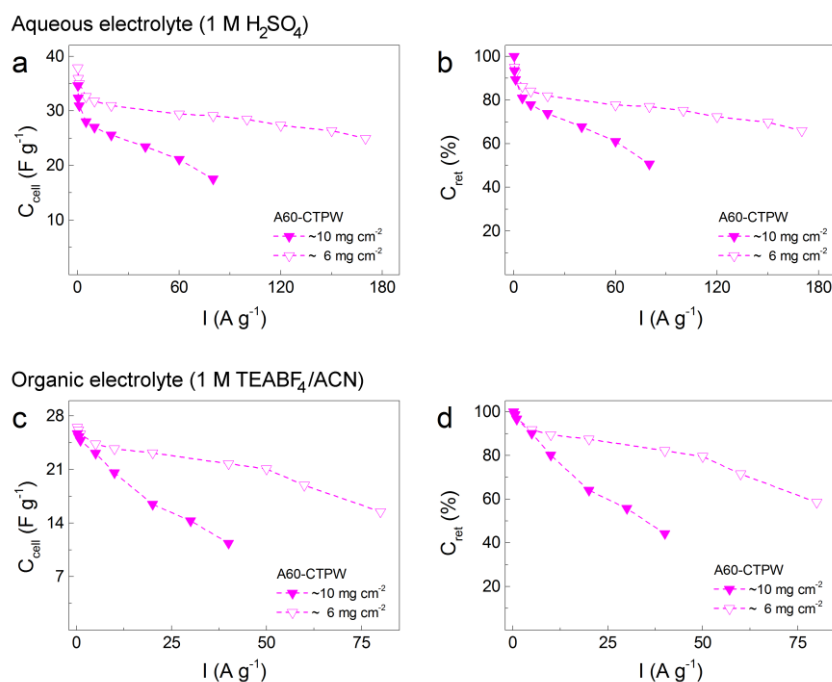 Aqueous electrolyte (1 M H₂SO₄)
a
40
30
20
10
C_cell (F g⁻¹)
0
60
120
180
I (A g⁻¹)
A60-CTPW
~10 mg cm⁻²
~ 6 mg cm⁻²
b
100
80
60
40
20
C_ret (%)
0
60
120
180
I (A g⁻¹)
A60-CTPW
~10 mg cm⁻²
~ 6 mg cm⁻²
Organic electrolyte (1 M TEABF₄/ACN)
c
28
21
14
7
C_cell (F g⁻¹)
0
25
50
75
I (A g⁻¹)
A60-CTPW
~10 mg cm⁻²
~ 6 mg cm⁻²
d
100
80
60
40
20
C_ret (%)
0
25
50
75
I (A g⁻¹)
A60-CTPW
~10 mg cm⁻²
~ 6 mg cm⁻²